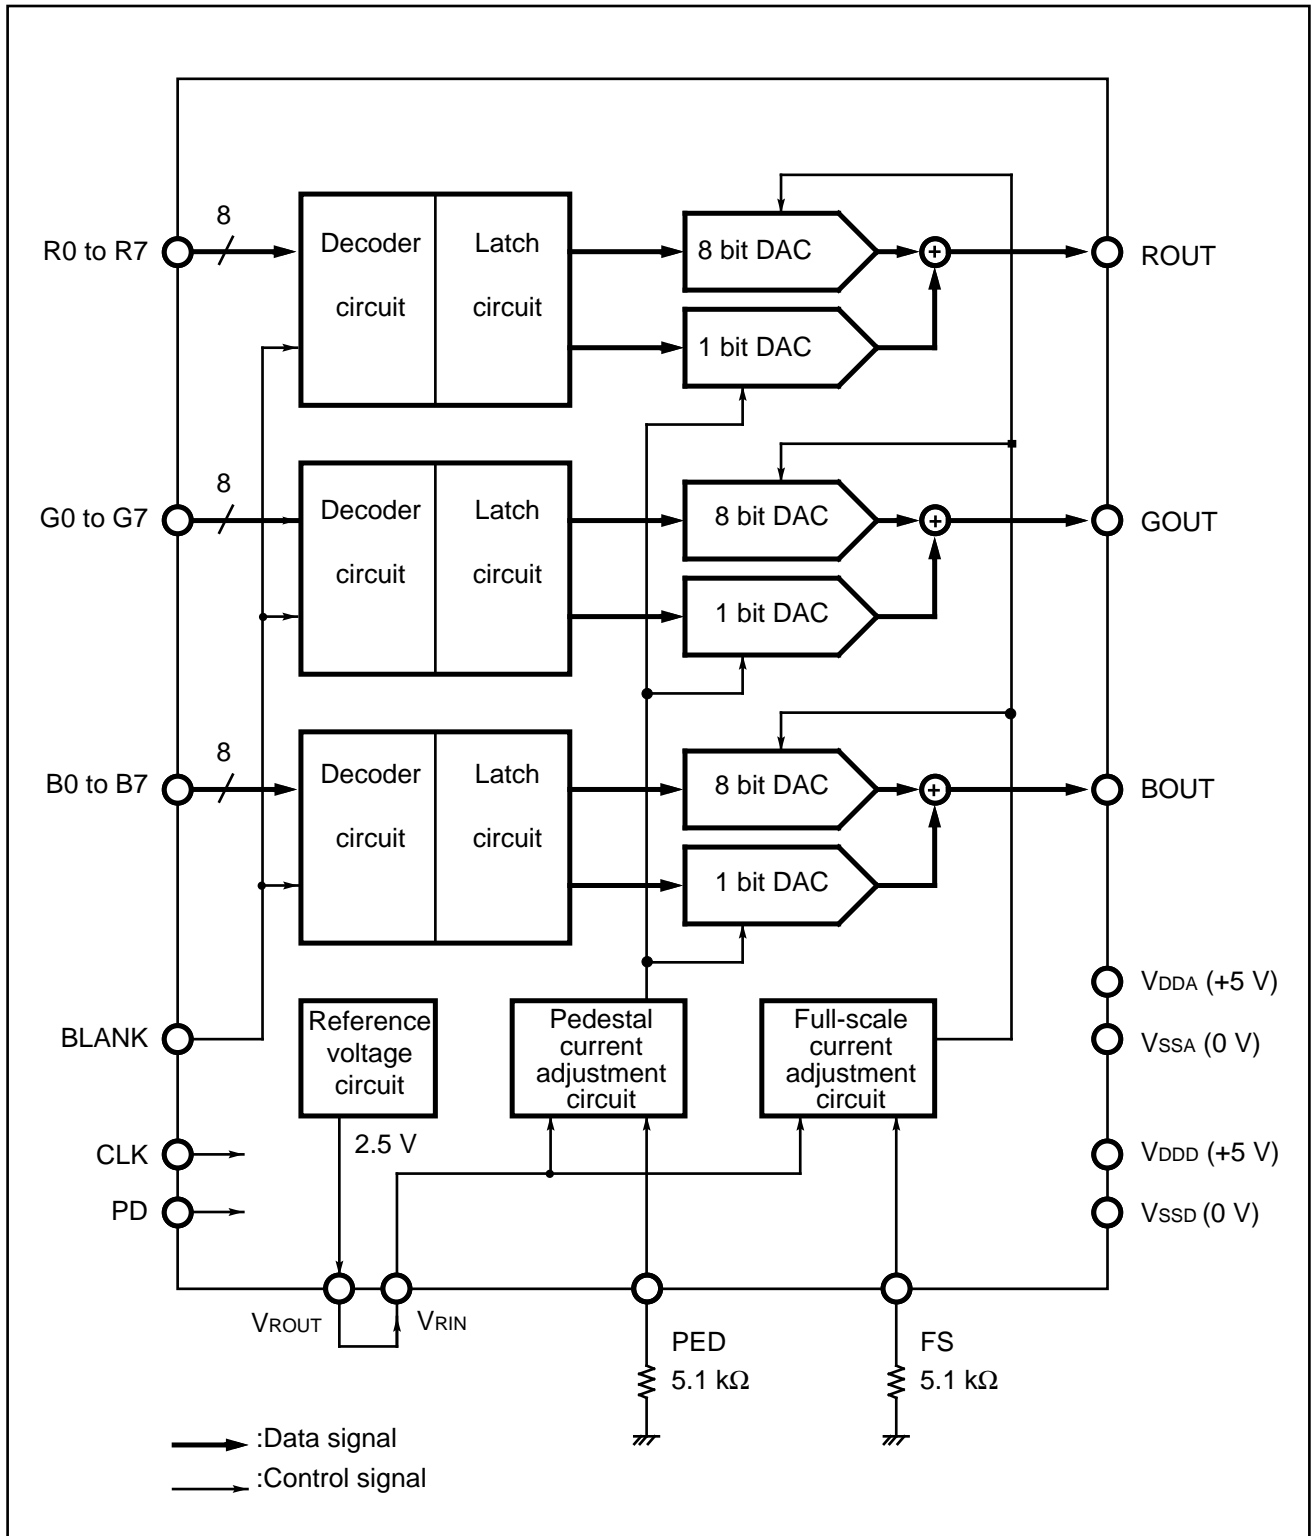 8
R0 to R7
Decoder
circuit
Latch
circuit
8 bit DAC
+
ROUT
1 bit DAC
8
G0 to G7
Decoder
circuit
Latch
circuit
8 bit DAC
+
GOUT
1 bit DAC
8
B0 to B7
Decoder
circuit
Latch
circuit
8 bit DAC
+
BOUT
1 bit DAC
VDDA (+5 V)
BLANK
Reference
voltage
circuit
Pedestal
current
adjustment
circuit
Full-scale
current
adjustment
circuit
VSSA (0 V)
CLK
2.5 V
VDDD (+5 V)
PD
VSSD (0 V)
VROUT
VRIN
PED
5.1 kΩ
FS
5.1 kΩ
:Data signal
:Control signal